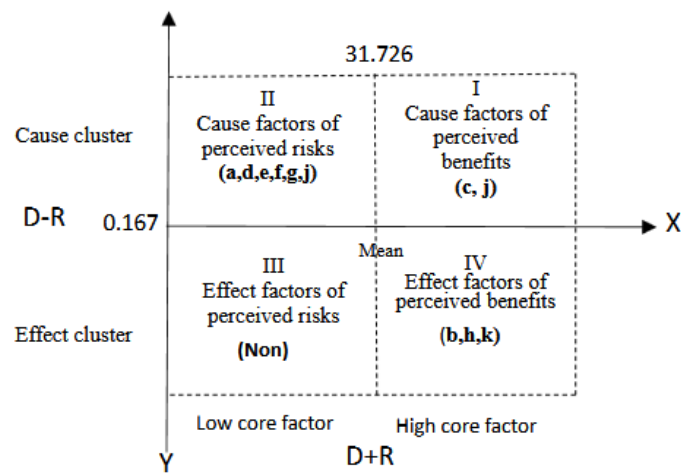 31.726
II
Cause factors of
perceived risks
(a,d,e,f,g,j)
I
Cause factors of
perceived
benefits
(c, j)
Cause cluster
D-R
0.167
X
Mean
III
Effect factors of
perceived risks
(Non)
IV
Effect factors of
perceived benefits
(b,h,k)
Effect cluster
Low core factor
High core factor
Y
D+R